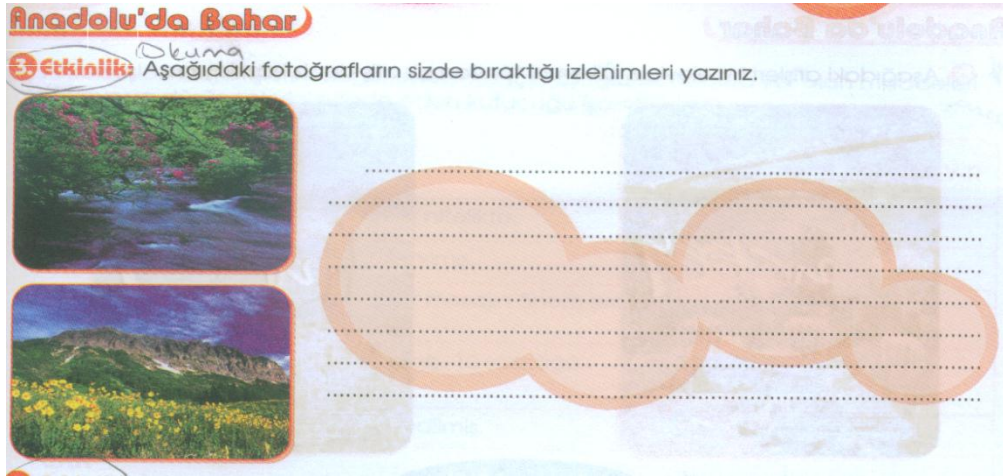 Anadolu'da Bahar
Okuma
3. Etkinlik: Aşağıdaki fotoğrafların sizde bıraktığı izlenimleri yazınız.